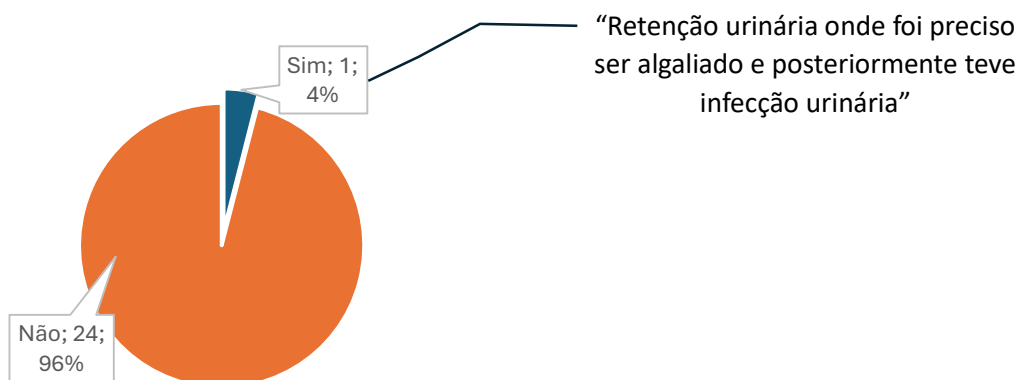 “Retenção urinária onde foi preciso
ser algaliado e posteriormente teve
infecção urinária”
Sim; 1;
4%
Não; 24;
96%